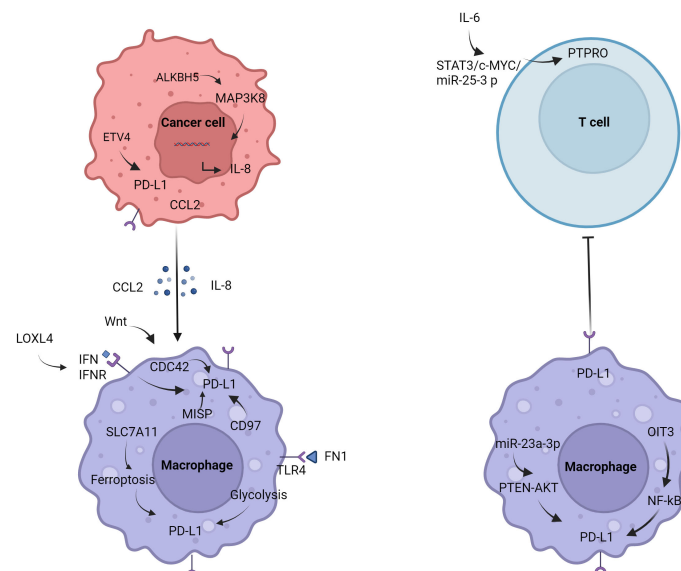 IL-6
STAT3/c-MYC/
miR-25-3 p
PTPRO
T cell
ALKBH5
MAP3K8
Cancer cell
ETV4
IL-8
PD-L1
CCL2
CCL2
IL-8
Wnt
LOXL4
IFN
IFNR
CDC42
PD-L1
MISP
CD97
SLC7A11
Macrophage
FN1
TLR4
Ferroptosis
Glycolysis
PD-L1
PD-L1
miR-23a-3p
OIT3
Macrophage
PTEN-AKT
NF-kB
PD-L1